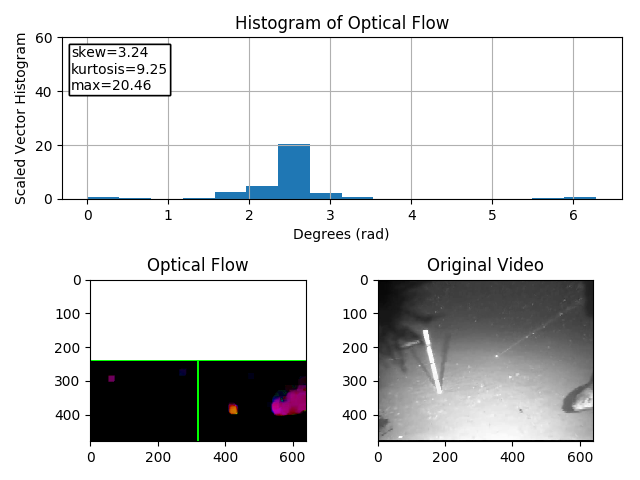 Histogram of Optical Flow
Scaled Vector Histogram
60
40
20
0
skew=3.24
kurtosis=9.25
max=20.46
0 1 2 3 4 5 6
Degrees (rad)
Optical Flow
0
100
200
300
400
0 200 400 600
Original Video
0
100
200
300
400
0 200 400 600